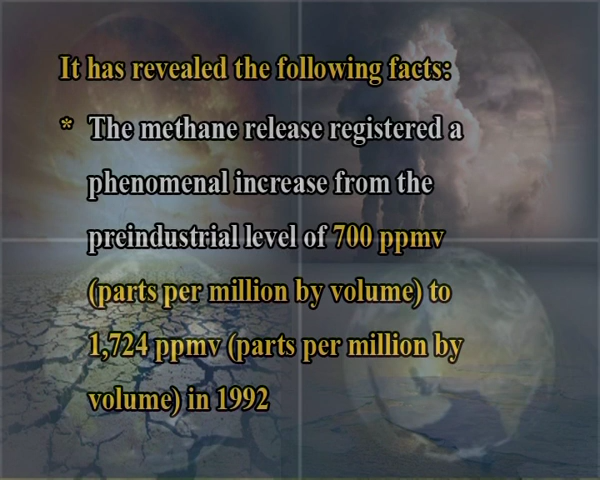 It has revealed the following facts:
* The methane release registered a
phenomenal increase from the
preindustrial level of 700 ppmv
(parts per million by volume) to
1,724 ppmv (parts per million by
volume) in 1992